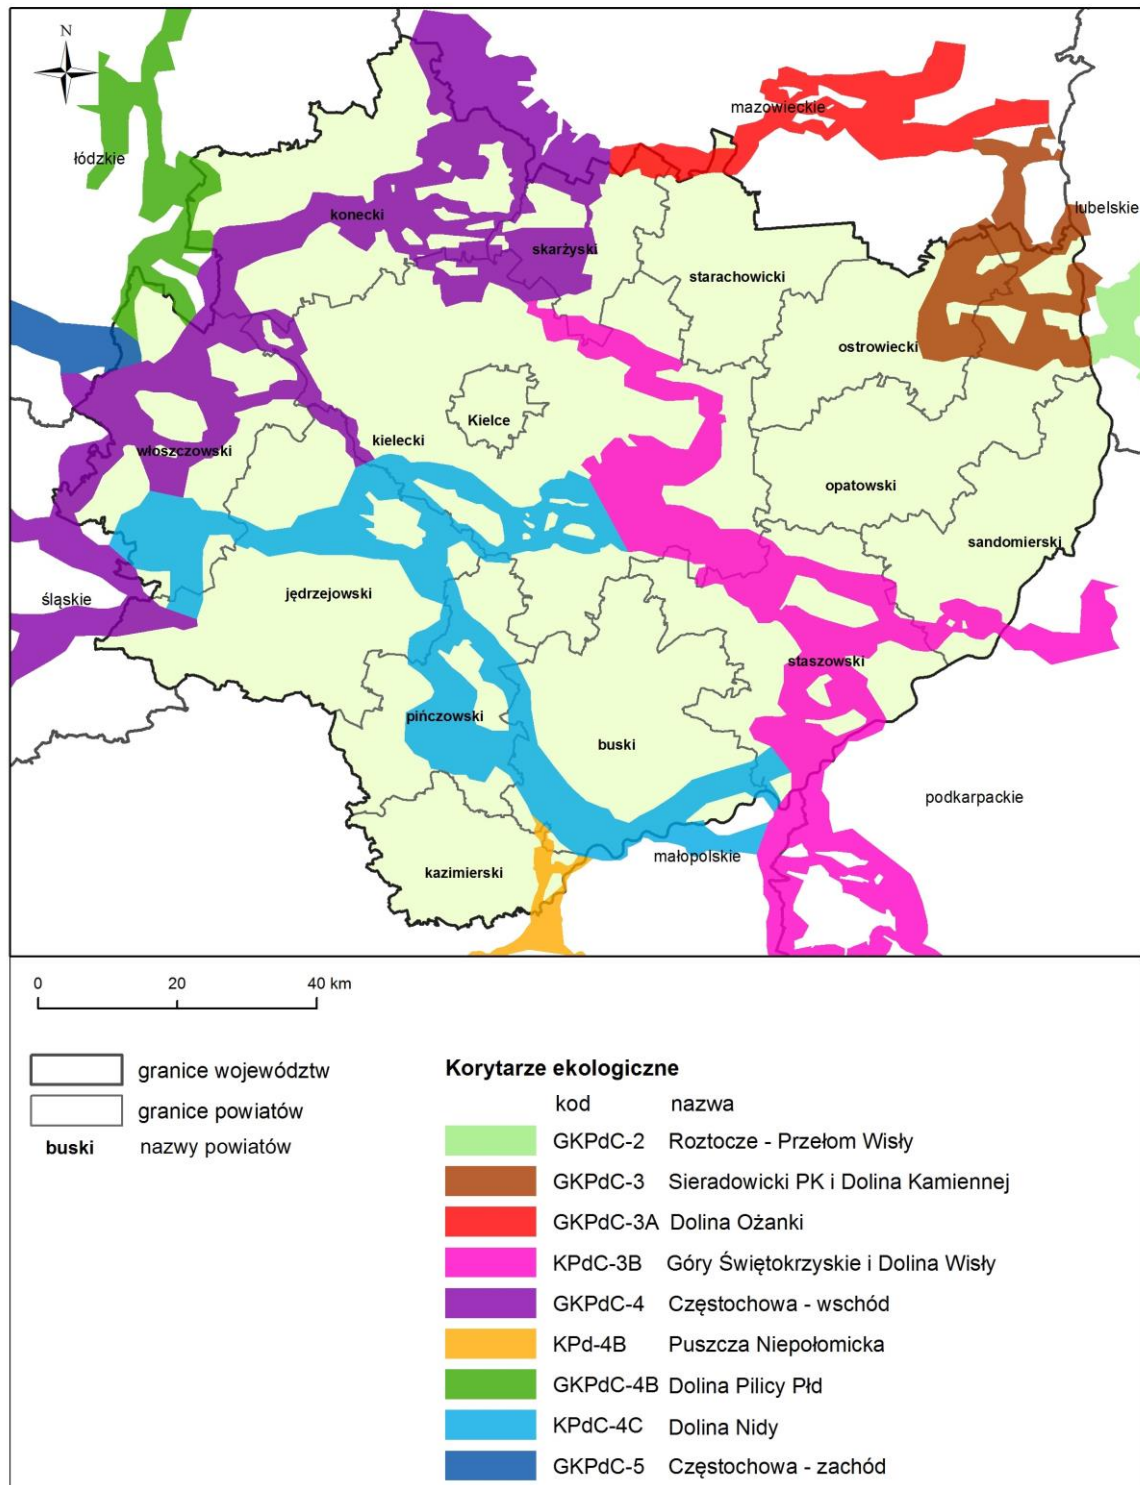 N
mazowieckie
łódzkie
lubelskie
konecki
skarżyski
starachowicki
ostrowiecki
Kielce
kielecki
włoszczowski
opatowski
sandomierski
jędrzejowski
śląskie
staszowski
pińczowski
buski
podkarpackie
małopolskie
kazimierski
0 20 40 km
granice województw
granice powiatów
buski nazwy powiatów
Korytarze ekologiczne
kod nazwa
GKPdC-2 Roztocze - Przełom Wisły
GKPdC-3 Sieradowicki PK i Dolina Kamiennej
GKPdC-3A Dolina Ożanki
KPdC-3B Góry Świętokrzyskie i Dolina Wisły
GKPdC-4 Częstochowa - wschód
KPd-4B Puszcza Niepołomicka
GKPdC-4B Dolina Pilicy Płd
KPdC-4C Dolina Nidy
GKPdC-5 Częstochowa - zachód